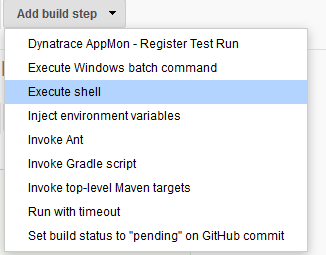 Add build step
Dynatrace AppMon - Register Test Run
Execute Windows batch command
Execute shell
Inject environment variables
Invoke Ant
Invoke Gradle script
Invoke top-level Maven targets
Run with timeout
Set build status to "pending" on GitHub commit